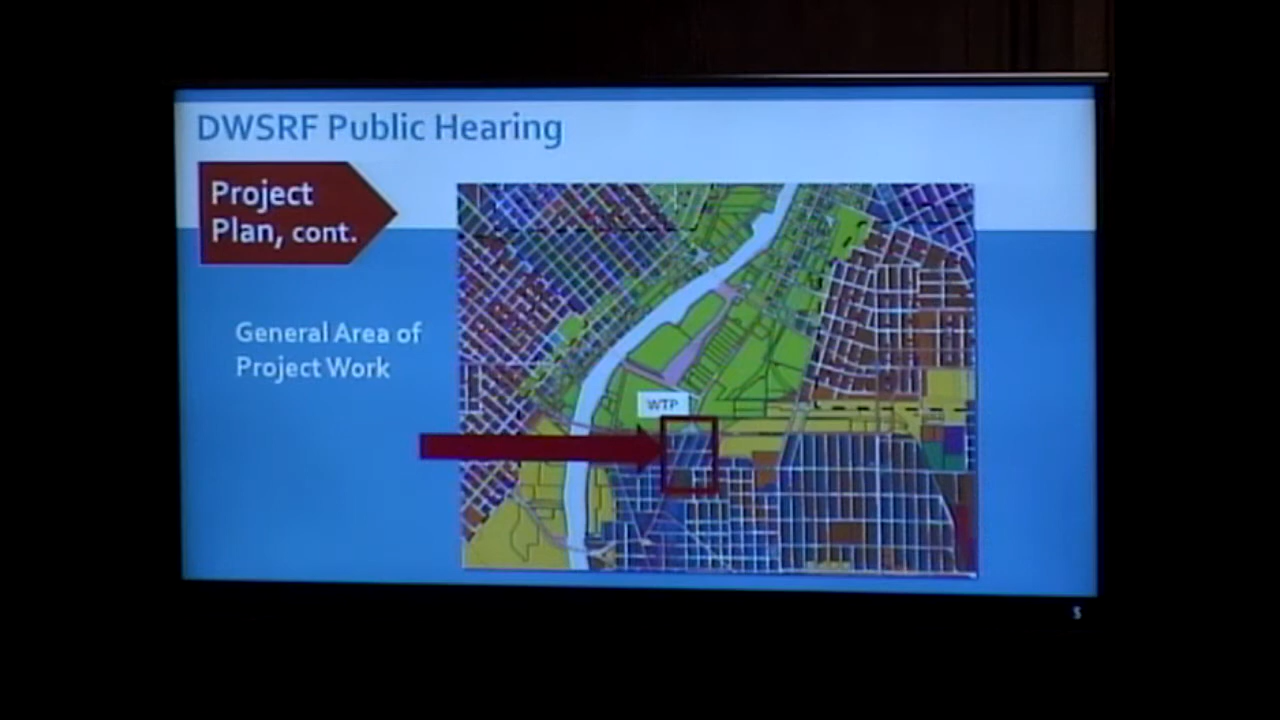 DWSRF Public Hearing
Project
Plan, cont.
General Area of
Project Work
WTP